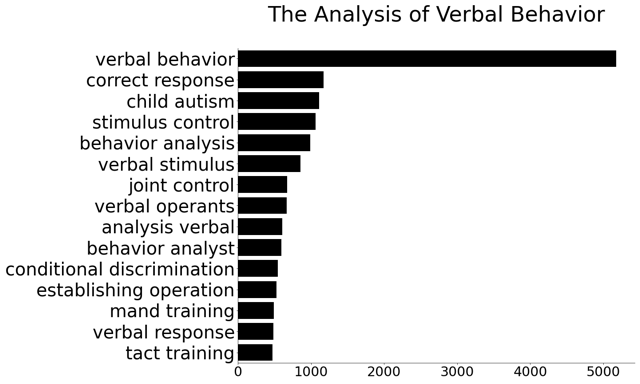 The Analysis of Verbal Behavior
verbal behavior
correct response
child autism
stimulus control
behavior analysis
verbal stimulus
joint control
verbal operants
analysis verbal
behavior analyst
conditional discrimination
establishing operation
mand training
verbal response
tact training
0 1000 2000 3000 4000 5000